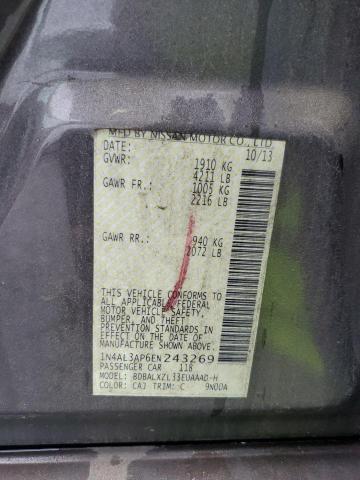 MFD BY NISSAN MOTOR CO., LTD.
DATE: 10/13
GVWR: 1910 KG
4211 LB
GAWR FR.: 1005 KG
2216 LB
GAWR RR.: 940 KG
2072 LB
THIS VEHICLE CONFORMS TO
ALL APPLICABLE FEDERAL
MOTOR VEHICLE SAFETY,
BUMPER, AND THEFT
PREVENTION STANDARDS IN
EFFECT ON THE DATE OF
MANUFACTURE SHOWN ABOVE.
1N4AL3AP6EN243269
PASSENGER CAR 118
MODEL: BDBALXZL33EUAAAD-H
COLOR: CAJ TRIM: C 9N00A